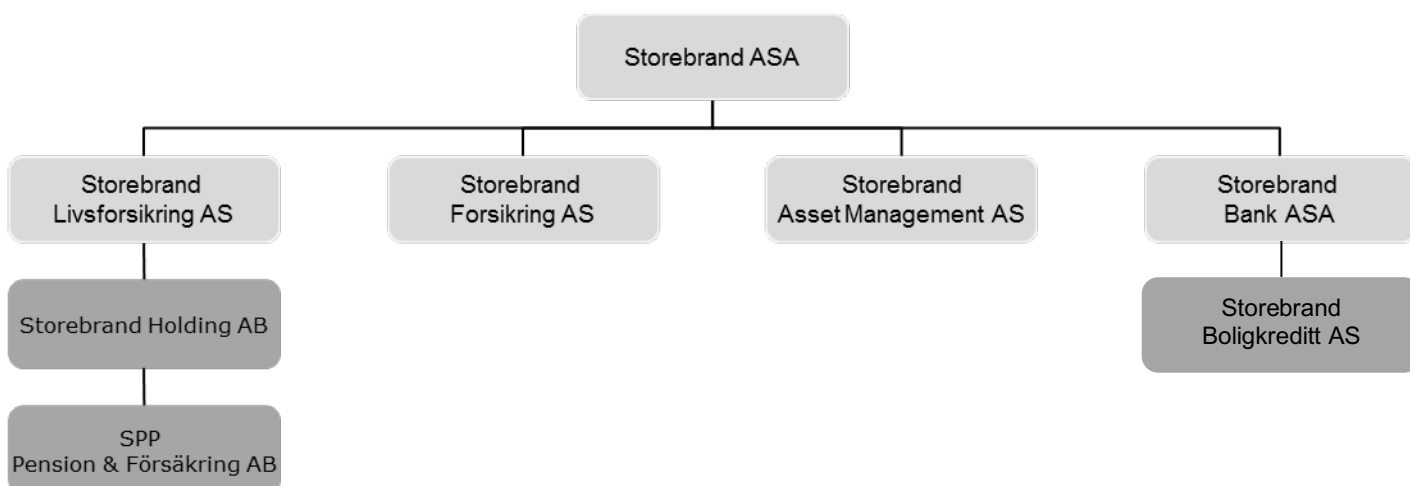 Storebrand ASA
Storebrand
Livsforsikring AS
Storebrand
Forsikring AS
Storebrand
Asset Management AS
Storebrand
Bank ASA
Storebrand Holding AB
Storebrand
Boligkreditt AS
SPP
Pension & Försäkring AB